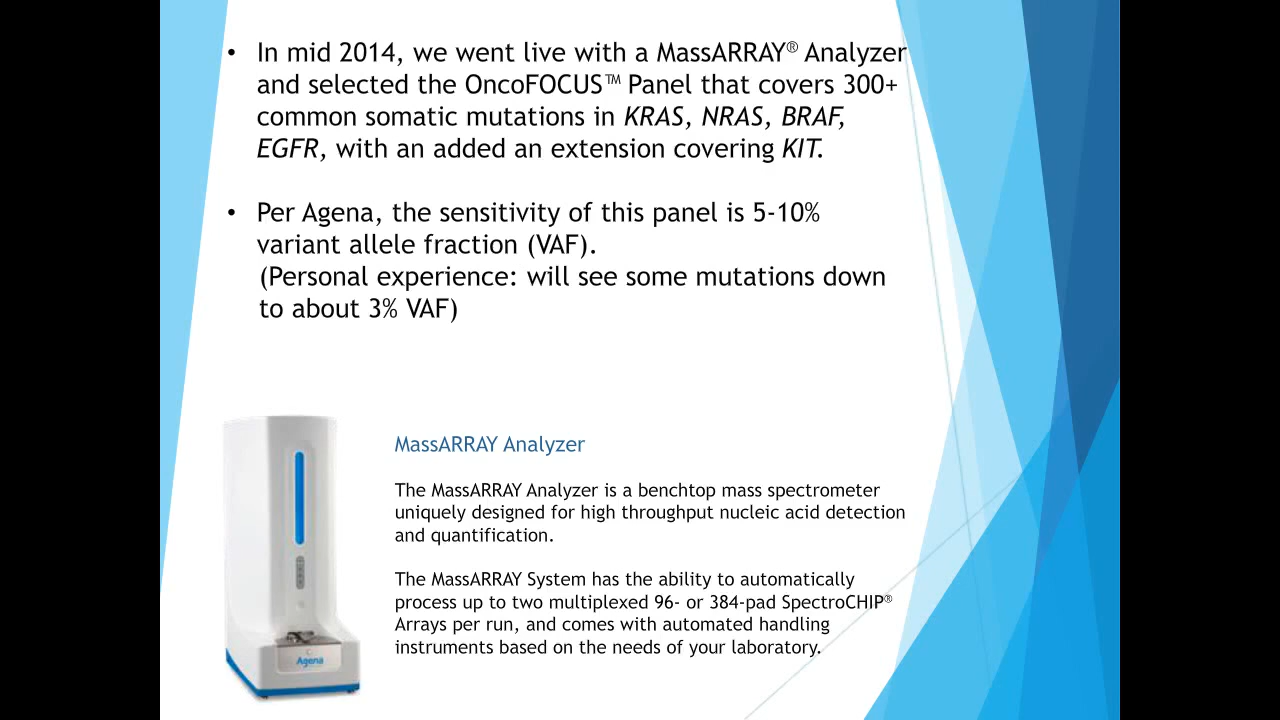 • In mid 2014, we went live with a MassARRAY® Analyzer
and selected the OncoFOCUS™ Panel that covers 300+
common somatic mutations in KRAS, NRAS, BRAF,
EGFR, with an added an extension covering KIT.
• Per Agena, the sensitivity of this panel is 5-10%
variant allele fraction (VAF).
(Personal experience: will see some mutations down
to about 3% VAF)
MassARRAY Analyzer
The MassARRAY Analyzer is a benchtop mass spectrometer
uniquely designed for high throughput nucleic acid detection
and quantification.
The MassARRAY System has the ability to automatically
process up to two multiplexed 96- or 384-pad SpectroCHIP®
Arrays per run, and comes with automated handling
instruments based on the needs of your laboratory.
Agena